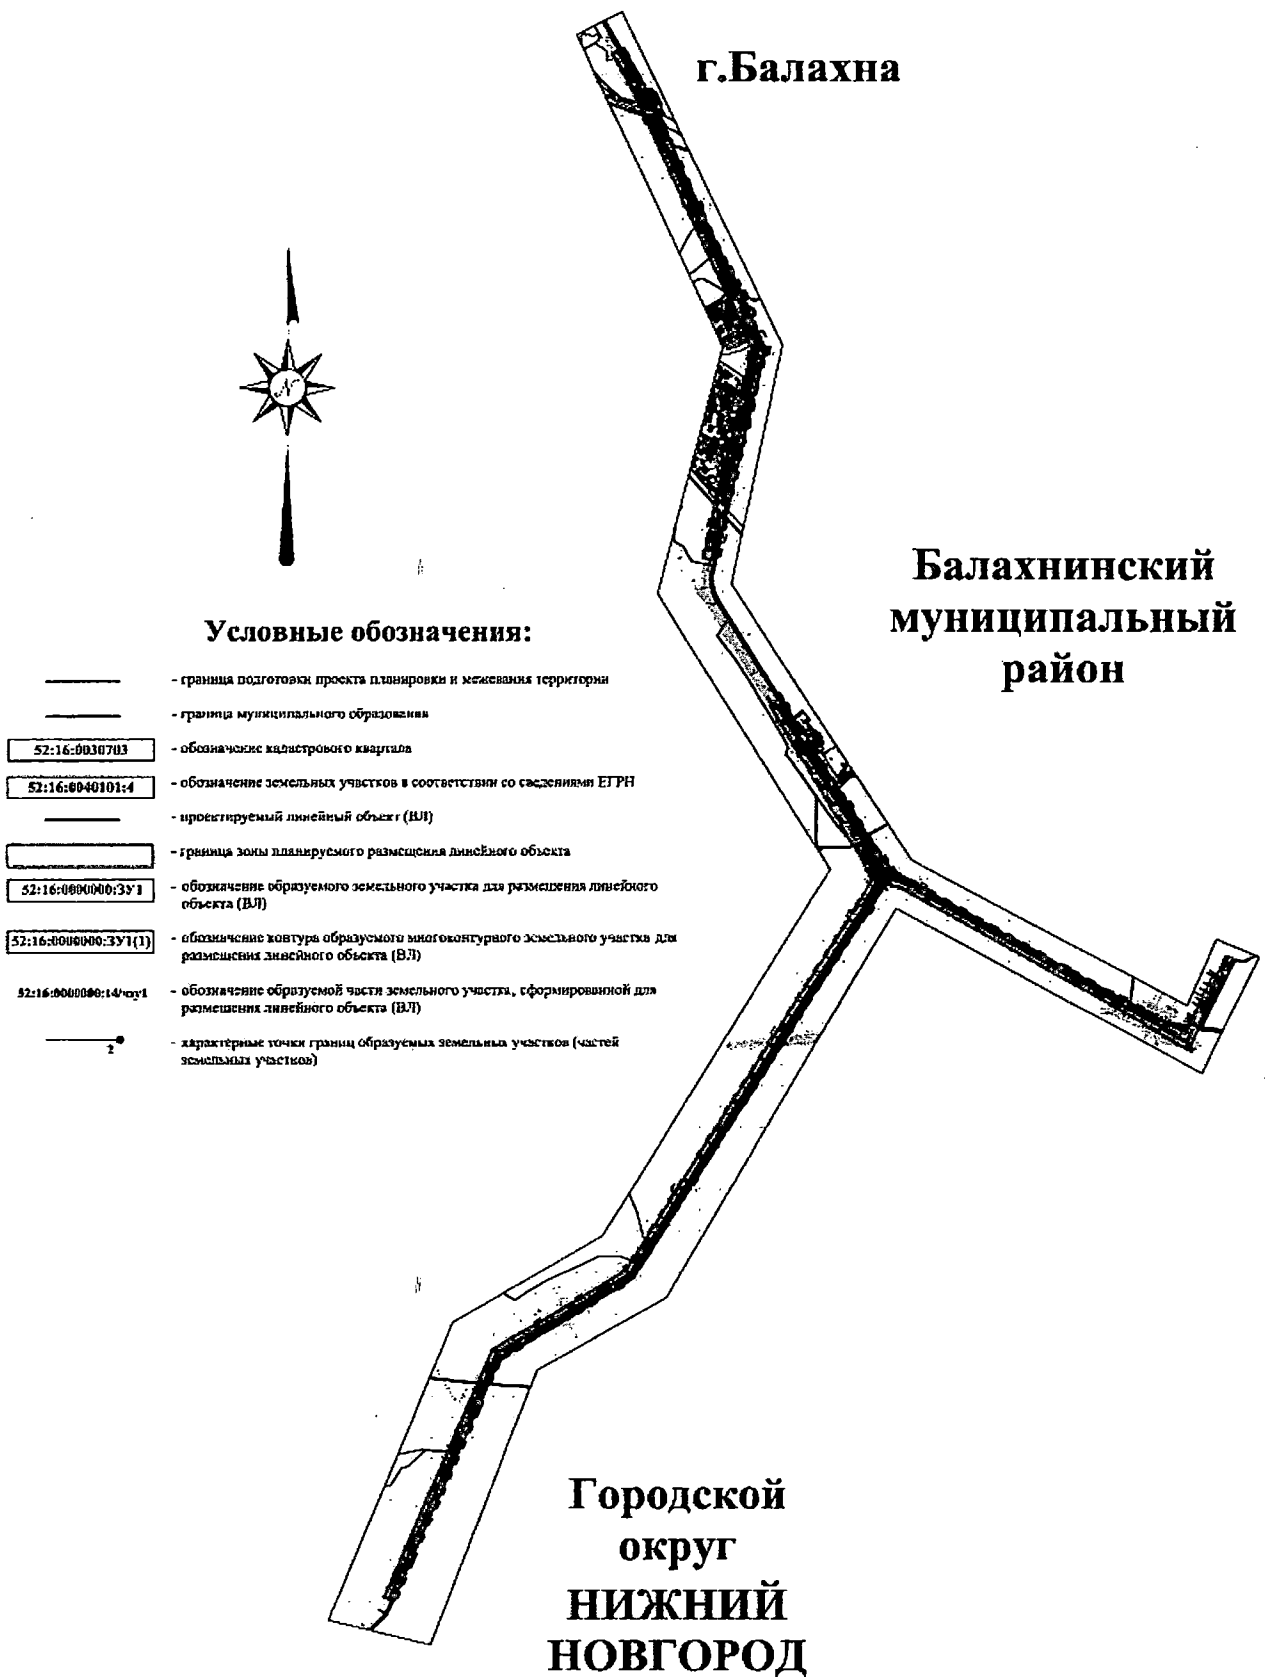 г.Балахна
N
Балахнинский
муниципальный
район
Условные обозначения:
- граница подготовки проекта планировки и межевания территории
- граница муниципального образования
52:16:0030703
- обозначение кадастрового квартала
52:16:0040101:4
- обозначение земельных участков в соответствии со сведениями ЕГРН
- проектируемый линейный объект (ВЛ)
- граница зоны планируемого размещения линейного объекта
52:16:0000000:ЗУ1
- обозначение образуемого земельного участка для размещения линейного
объекта (ВЛ)
52:16:0000000:ЗУ1(1)
- обозначение контура образуемого многоконтурного земельного участка для
размещения линейного объекта (ВЛ)
52:16:0000000:14/чзу1
- обозначение образуемой части земельного участка, сформированной для
размещения линейного объекта (ВЛ)
2
- характерные точки границ образуемых земельных участков (частей
земельных участков)
Городской
округ
НИЖНИЙ
НОВГОРОД